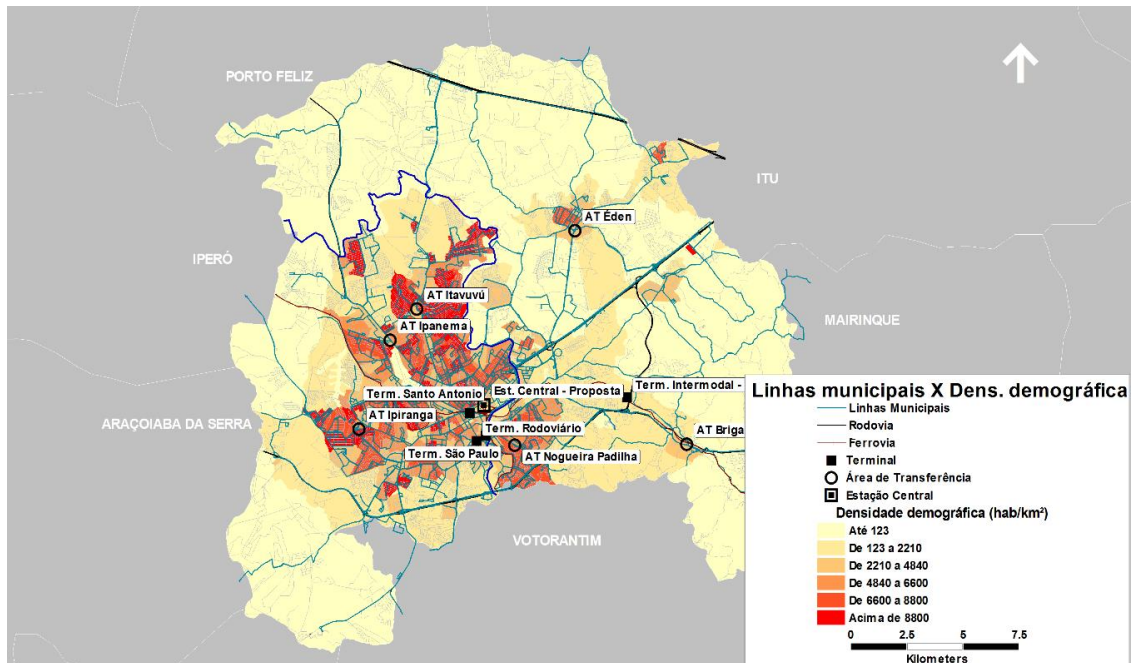 PORTO FELIZ
ITU
AT Éden
IPERÓ
AT Itavuvú
MAIRINQUE
AT Ipanema
Term. Santo Antonio
Est. Central - Proposta
Term. Intermodal -
ARAÇOIABA DA SERRA
AT Ipiranga
Term. Rodoviário
AT Briga
Term. São Paulo
AT Nogueira Padilha
VOTORANTIM
Linhas municipais X Dens. demográfica
Linhas Municipais
Rodovia
Ferrovia
Terminal
Área de Transferência
Estação Central
Densidade demográfica (hab/km²)
Até 123
De 123 a 2210
De 2210 a 4840
De 4840 a 6600
De 6600 a 8800
Acima de 8800
0 2.5 5 7.5
Kilometers